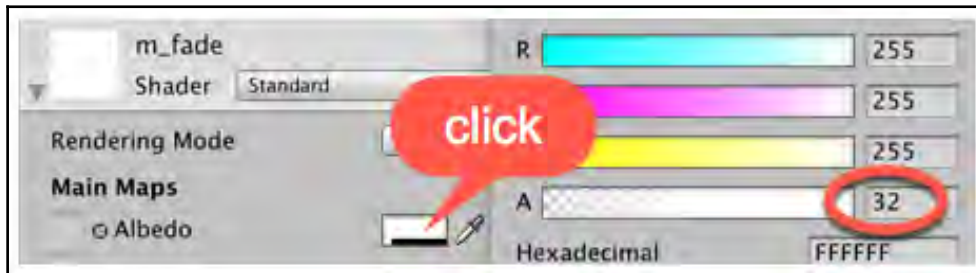 m_fade
Shader Standard
Rendering Mode
Main Maps
Albedo
click
R 255
255
255
A 32
Hexadecimal FFFFFF